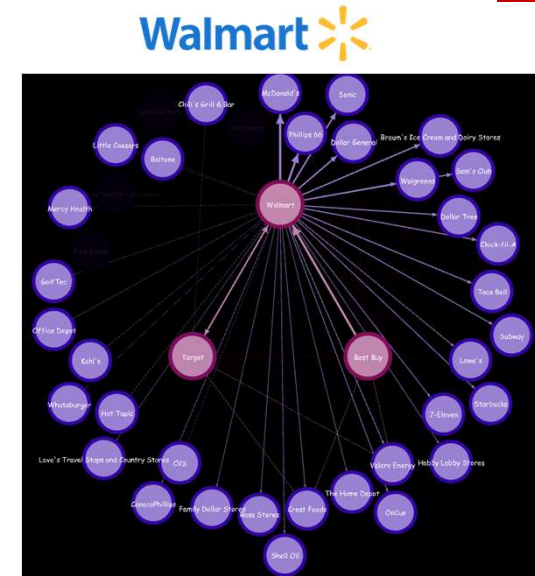 Walmart
McDonald's
Sonic
Chili's Grill & Bar
Phillips 66
Dollar General
Braum's Ice Cream and Dairy Stores
Little Caesars
Beltone
Walgreens
Sam's Club
Mercy Health
Walmart
Dollar Tree
Chick-fil-A
GolfTec
Taco Bell
Office Depot
Subway
Kohl's
Target
Best Buy
Lowe's
Whataburger
Hot Topic
7-Eleven
Starbucks
Love's Travel Stops and Country Stores
CVS
Valero Energy
Hobby Lobby Stores
ConocoPhillips
Family Dollar Stores
Ross Stores
Great Foods
The Home Depot
OnCue
Shell Oil